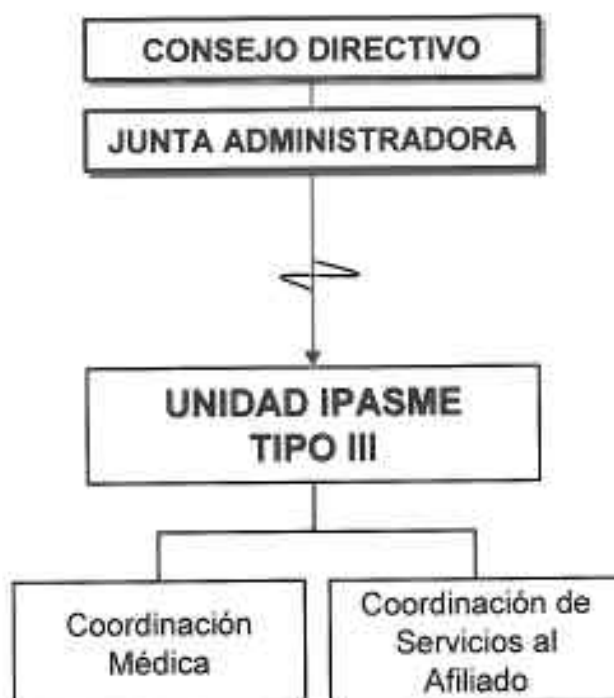 CONSEJO DIRECTIVO
JUNTA ADMINISTRADORA
UNIDAD IPASME
TIPO III
Coordinación
Médica
Coordinación de
Servicios al
Afiliado